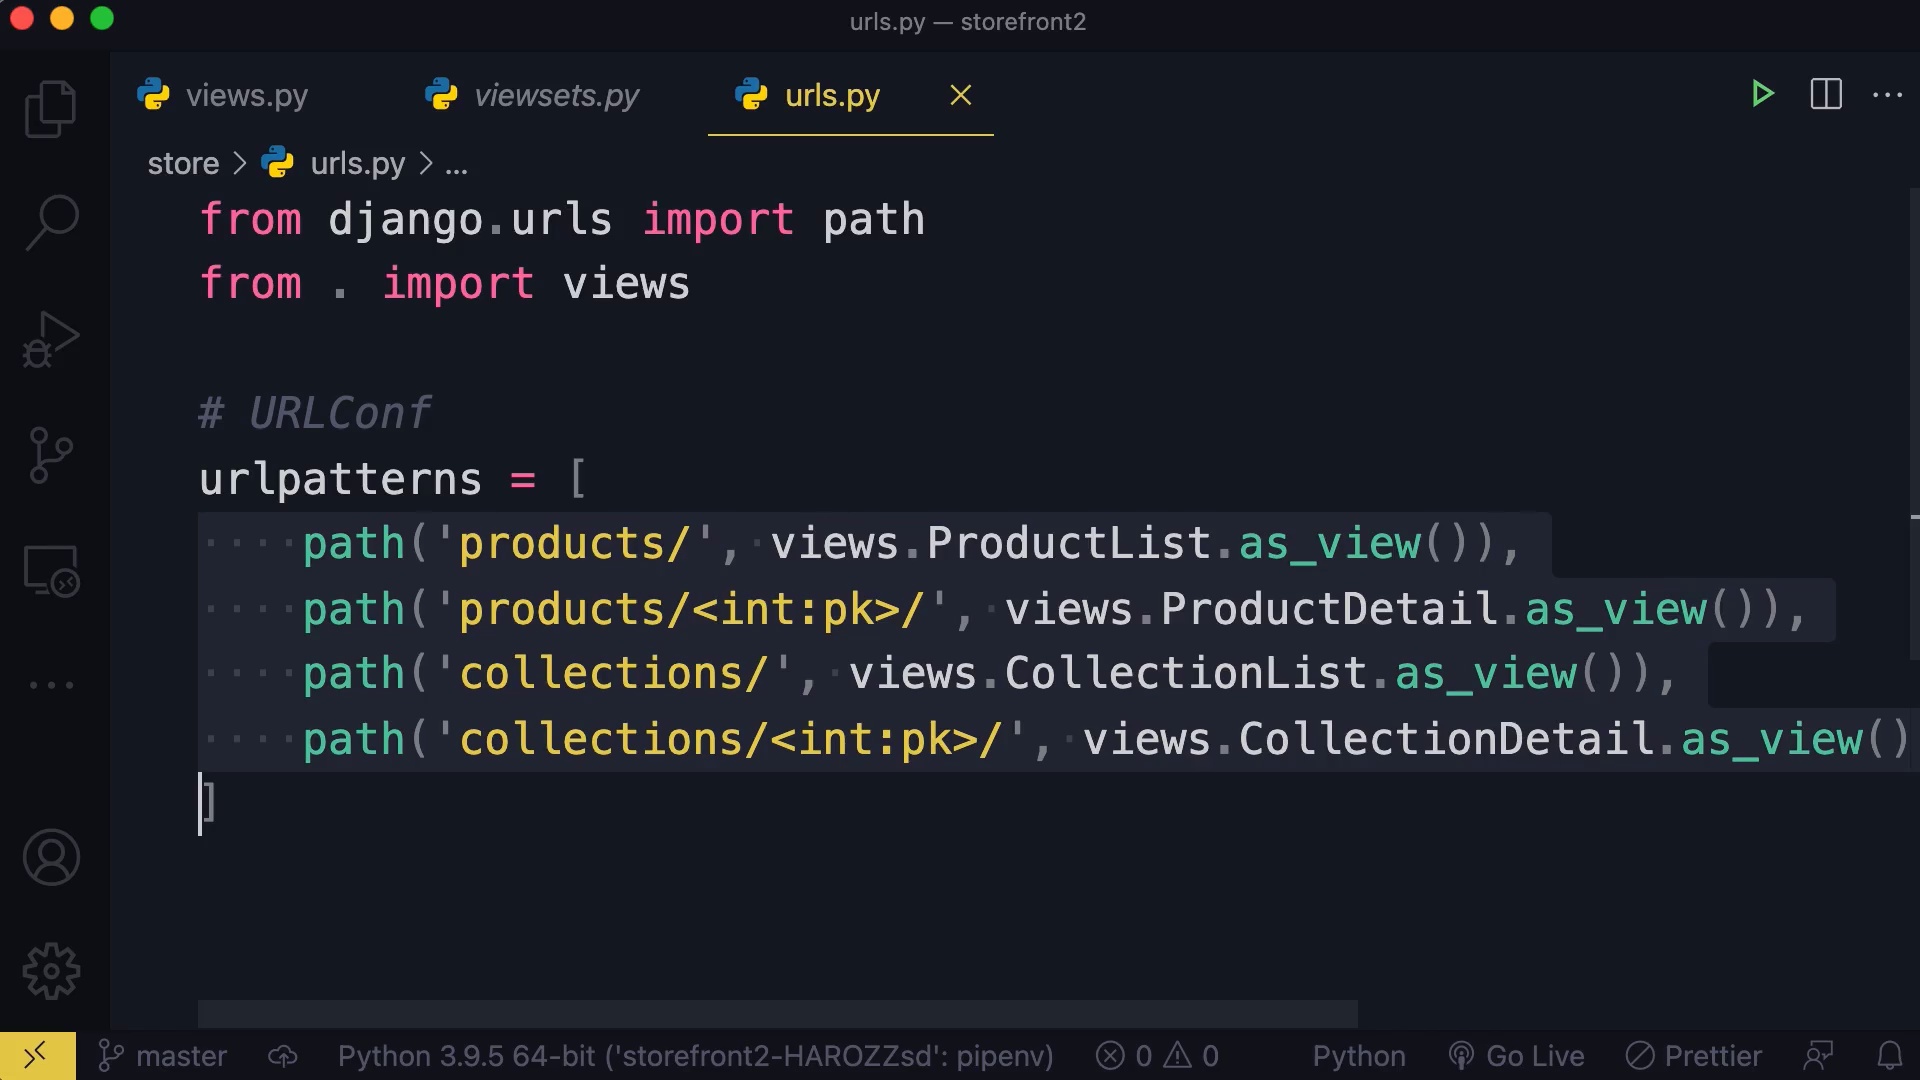 urls.py — storefront2
views.py viewsets.py urls.py
store > urls.py > ...
from django.urls import path
from . import views
# URLConf
urlpatterns = [
    path('products/', views.ProductList.as_view()),
    path('products/<int:pk>/', views.ProductDetail.as_view()),
    path('collections/', views.CollectionList.as_view()),
    path('collections/<int:pk>/', views.CollectionDetail.as_view()
]
master Python 3.9.5 64-bit ('storefront2-HAROZZsd': pipenv) 0 0 Python Go Live Prettier